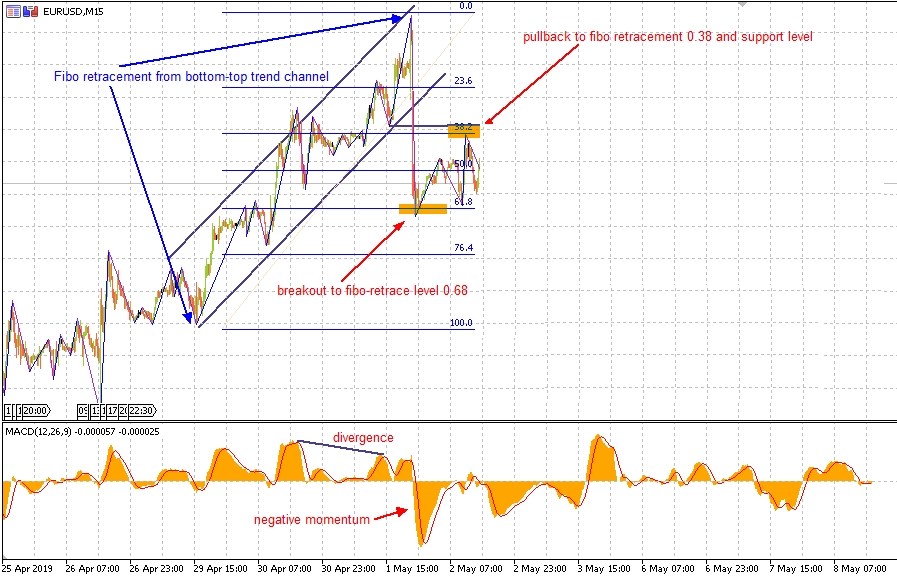 EURUSD,M15
0.0
pullback to fibo retracement 0.38 and support level
Fibo retracement from bottom-top trend channel
23.6
38.2
50.0
61.8
76.4
breakout to fibo-retrace level 0.68
100.0
20:00
22:30
MACD(12,26,9) -0.000057 -0.000025
divergence
negative momentum
25 Apr 2019 26 Apr 07:00 26 Apr 23:00 29 Apr 15:00 30 Apr 07:00 30 Apr 23:00 1 May 15:00 2 May 07:00 2 May 23:00 3 May 15:00 6 May 07:00 6 May 23:00 7 May 15:00 8 May 07:00